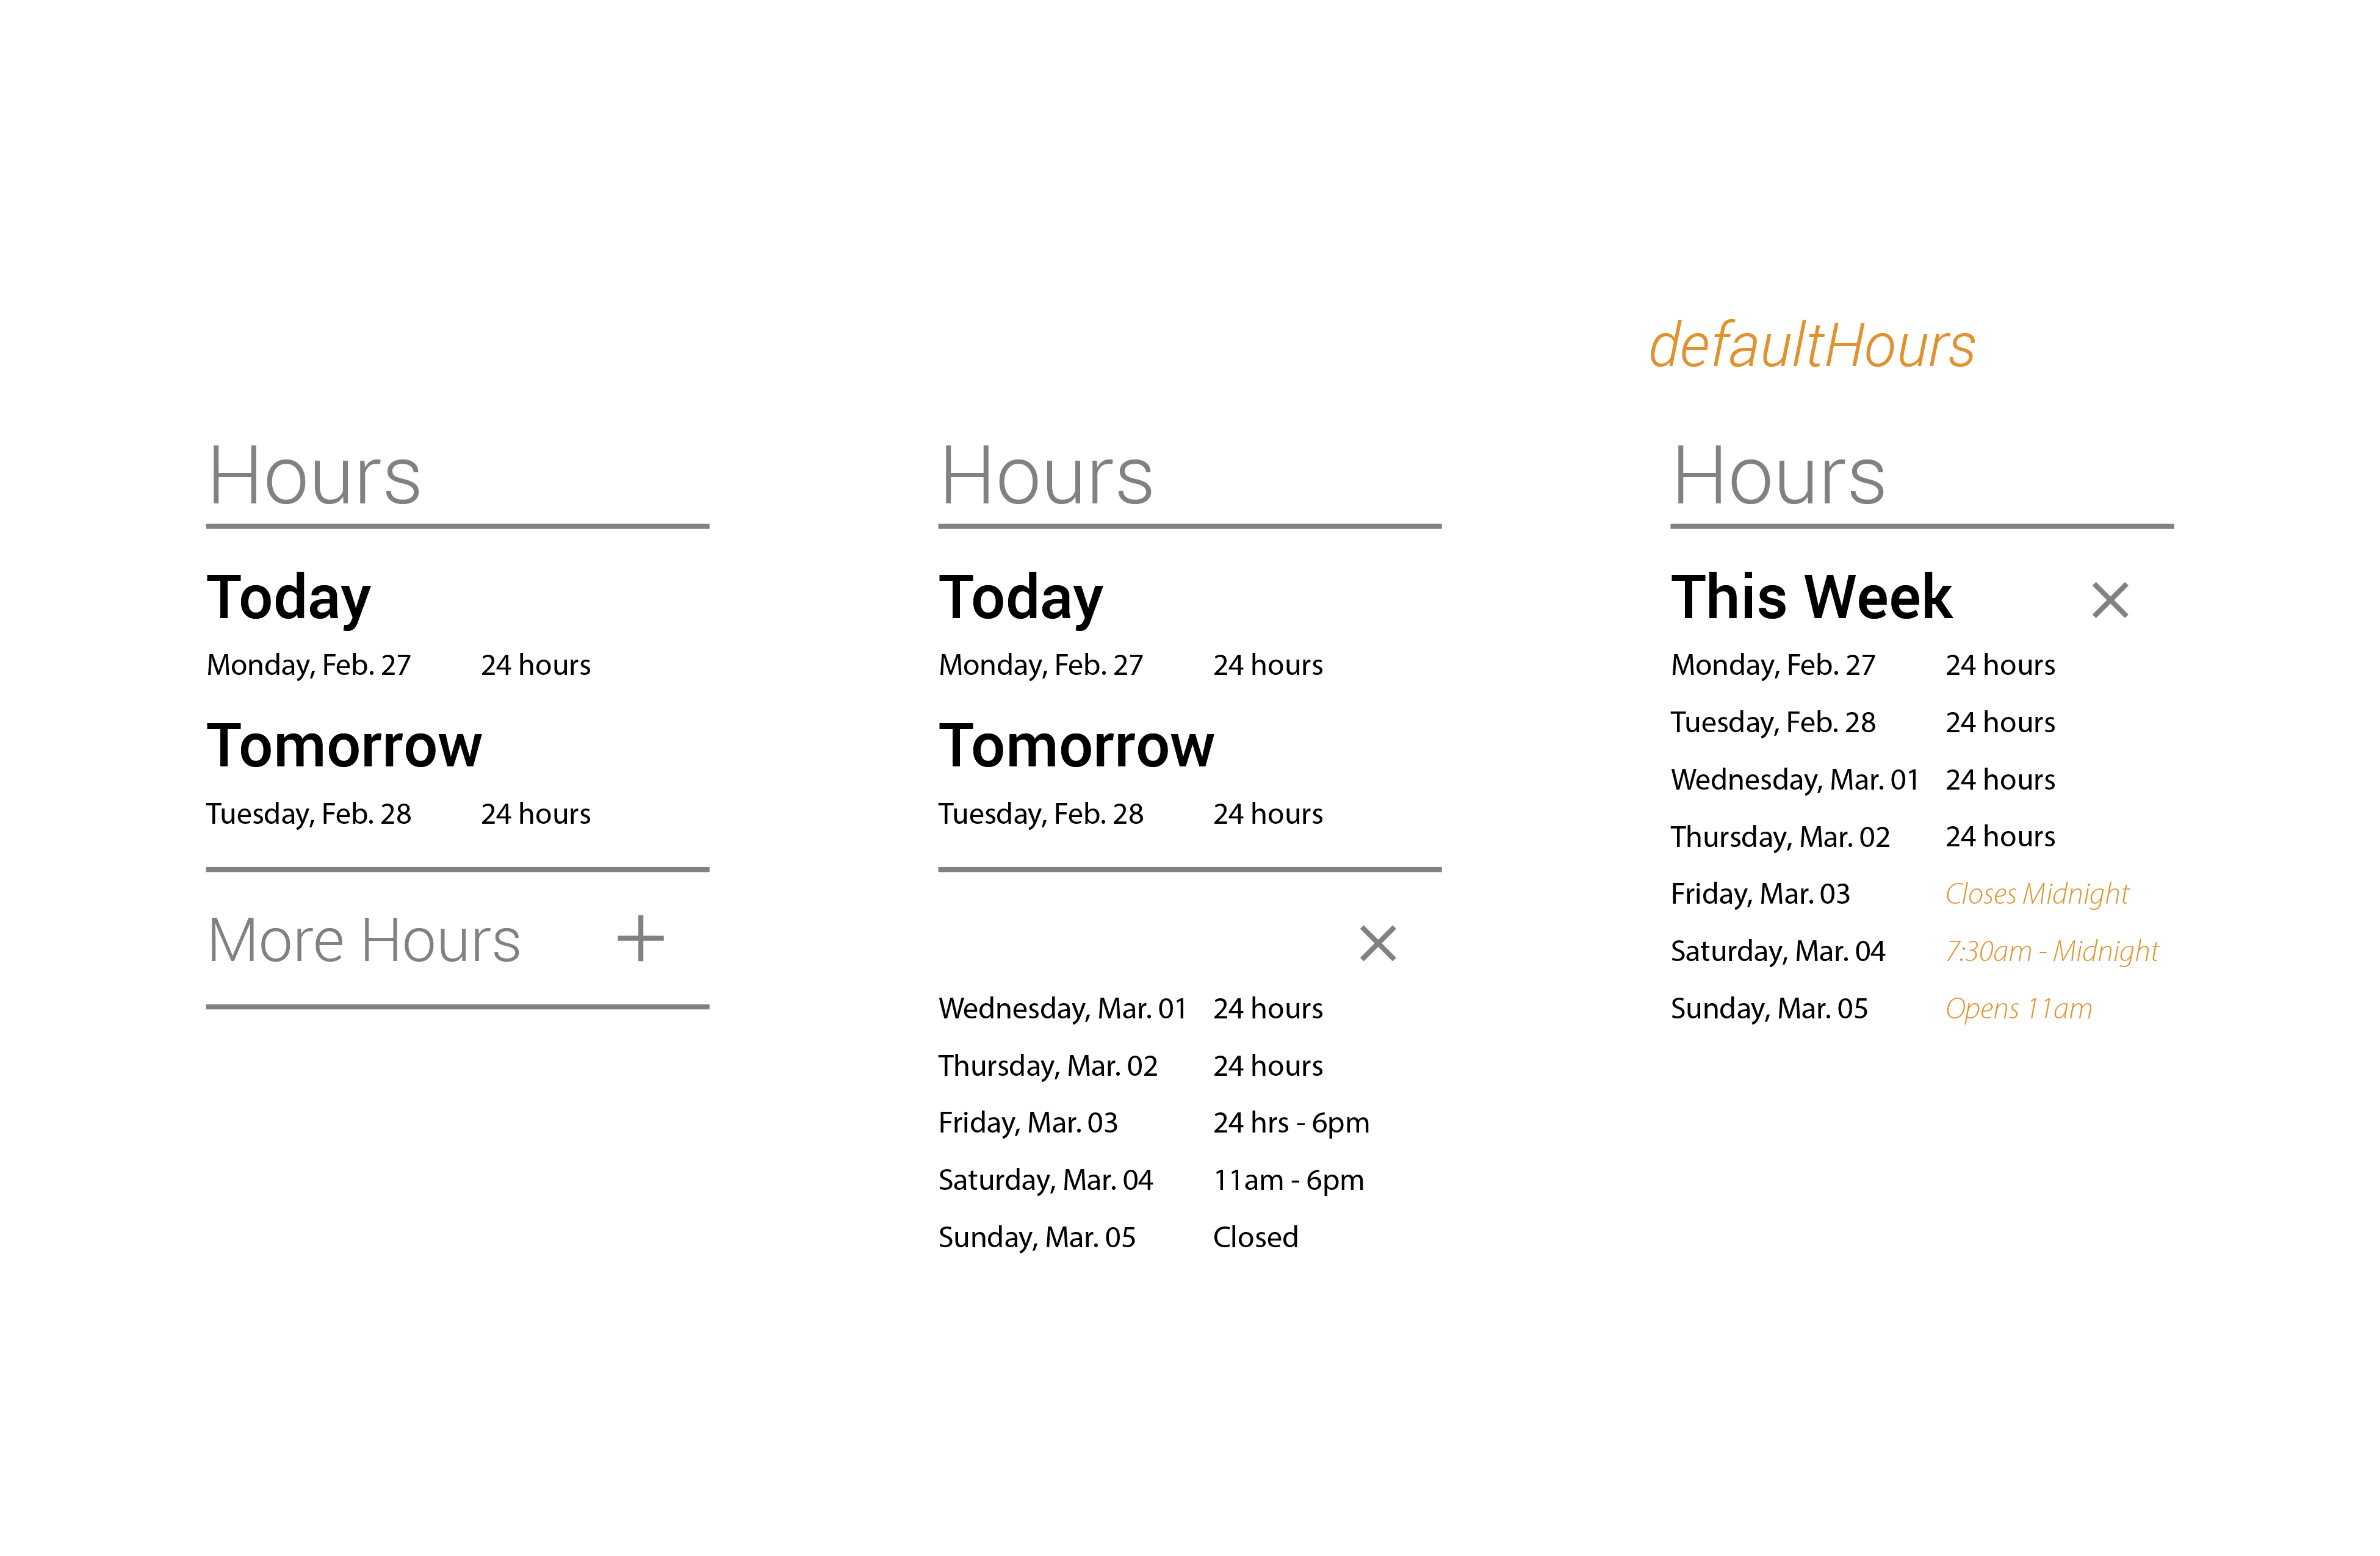 Hours
Today
Monday, Feb. 27 24 hours
Tomorrow
Tuesday, Feb. 28 24 hours
More Hours +
Hours
Today
Monday, Feb. 27 24 hours
Tomorrow
Tuesday, Feb. 28 24 hours
×
Wednesday, Mar. 01 24 hours
Thursday, Mar. 02 24 hours
Friday, Mar. 03 24 hrs - 6pm
Saturday, Mar. 04 11am - 6pm
Sunday, Mar. 05 Closed
defaultHours
Hours
This Week ×
Monday, Feb. 27 24 hours
Tuesday, Feb. 28 24 hours
Wednesday, Mar. 01 24 hours
Thursday, Mar. 02 24 hours
Friday, Mar. 03 Closes Midnight
Saturday, Mar. 04 7:30am - Midnight
Sunday, Mar. 05 Opens 11am